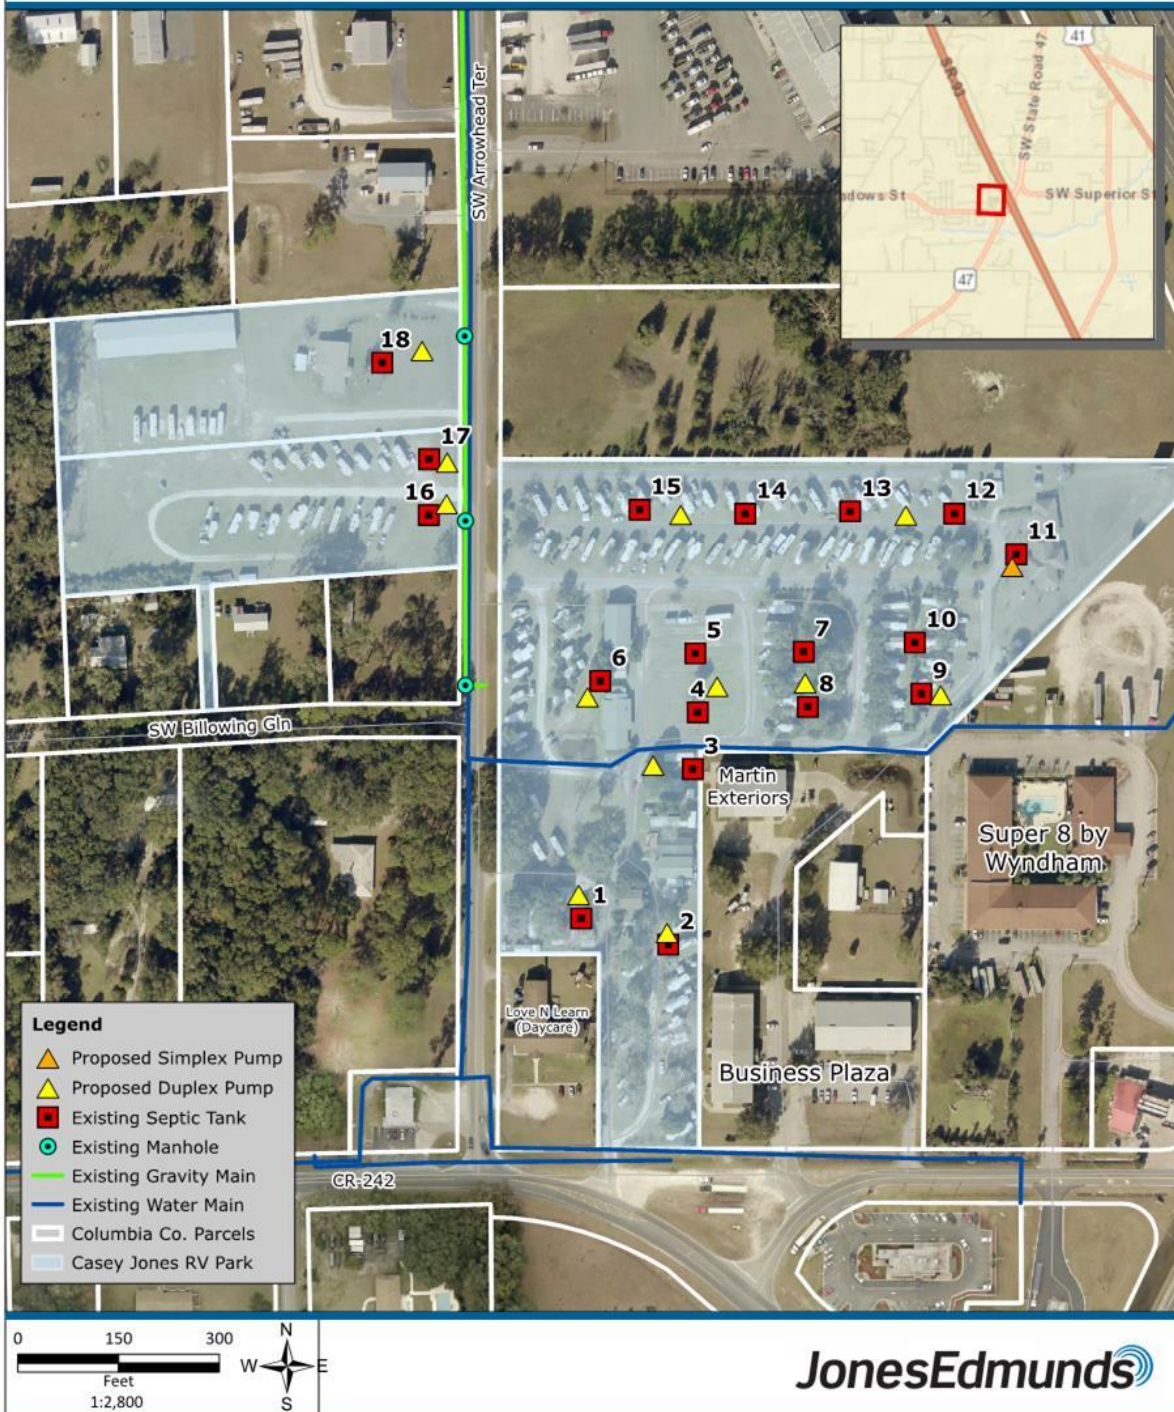 41
SR 93
SW State Road 47
adows St
SW Superior St
47
SW Arrowhead Ter
18
17
16
15
14
13
12
11
10
5
7
6
4
8
9
SW Billowing Gln
3
Martin
Exteriors
Super 8 by
Wyndham
1
2
Love N Learn
(Daycare)
Business Plaza
Legend
Proposed Simplex Pump
Proposed Duplex Pump
Existing Septic Tank
Existing Manhole
Existing Gravity Main
Existing Water Main
Columbia Co. Parcels
Casey Jones RV Park
CR-242
0 150 300
Feet
1:2,800
N
W E
S
JonesEdmunds